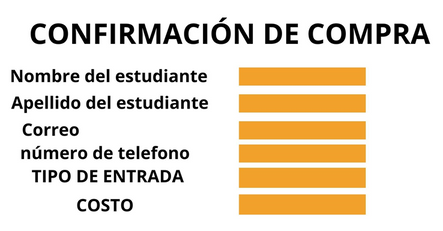 CONFIRMACIÓN DE COMPRA
Nombre del estudiante
Apellido del estudiante
Correo
número de telefono
TIPO DE ENTRADA
COSTO